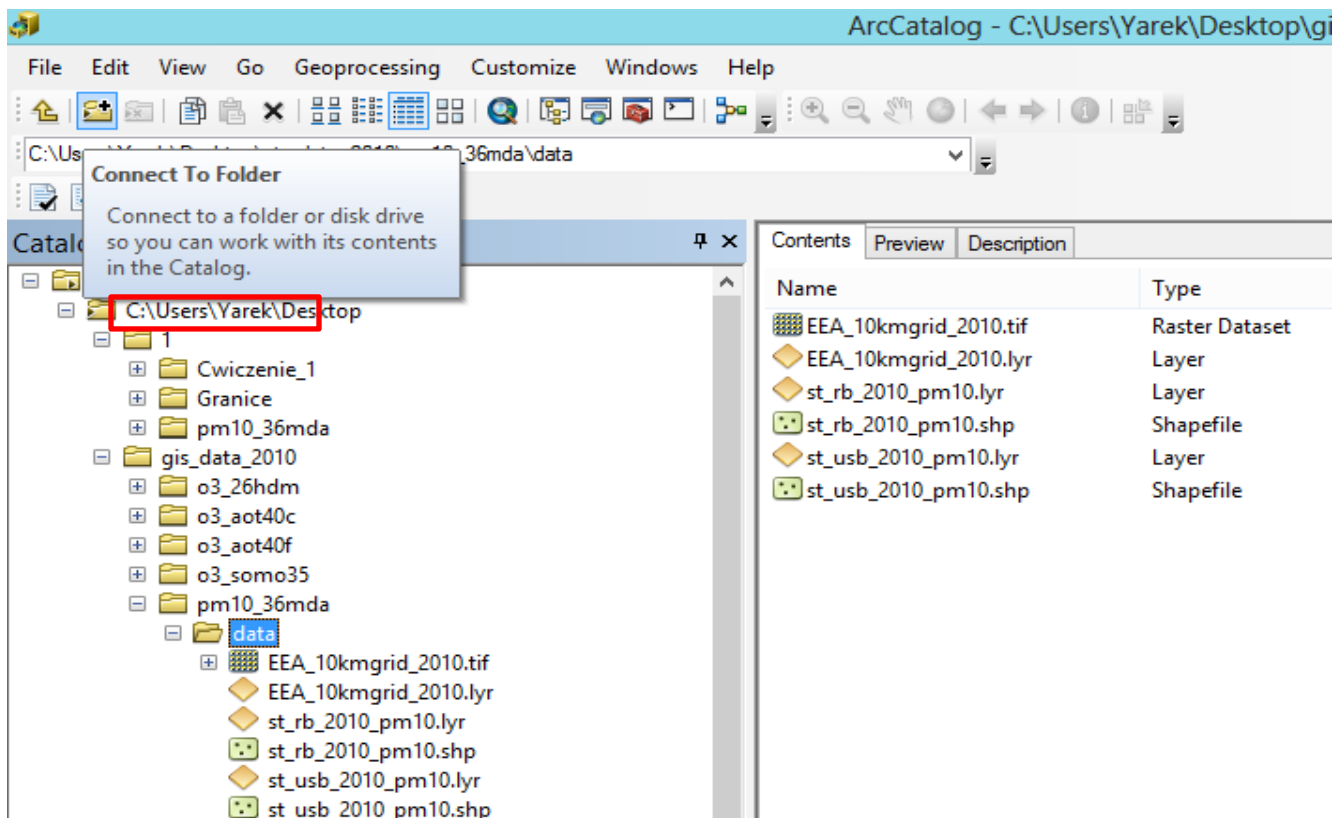 ArcCatalog - C:\Users\Yarek\Desktop\gi
File Edit View Go Geoprocessing Customize Windows Help
_36mda\data
Connect To Folder
Connect to a folder or disk drive
so you can work with its contents
in the Catalog.
Contents Preview Description
Name Type
C:\Users\Yarek\Desktop
1
Cwiczenie_1
Granice
pm10_36mda
gis_data_2010
o3_26hdm
o3_aot40c
o3_aot40f
o3_somo35
pm10_36mda
data
EEA_10kmgrid_2010.tif
EEA_10kmgrid_2010.lyr
st_rb_2010_pm10.lyr
st_rb_2010_pm10.shp
st_usb_2010_pm10.lyr
st_usb_2010_pm10.shp
EEA_10kmgrid_2010.tif Raster Dataset
EEA_10kmgrid_2010.lyr Layer
st_rb_2010_pm10.lyr Layer
st_rb_2010_pm10.shp Shapefile
st_usb_2010_pm10.lyr Layer
st_usb_2010_pm10.shp Shapefile